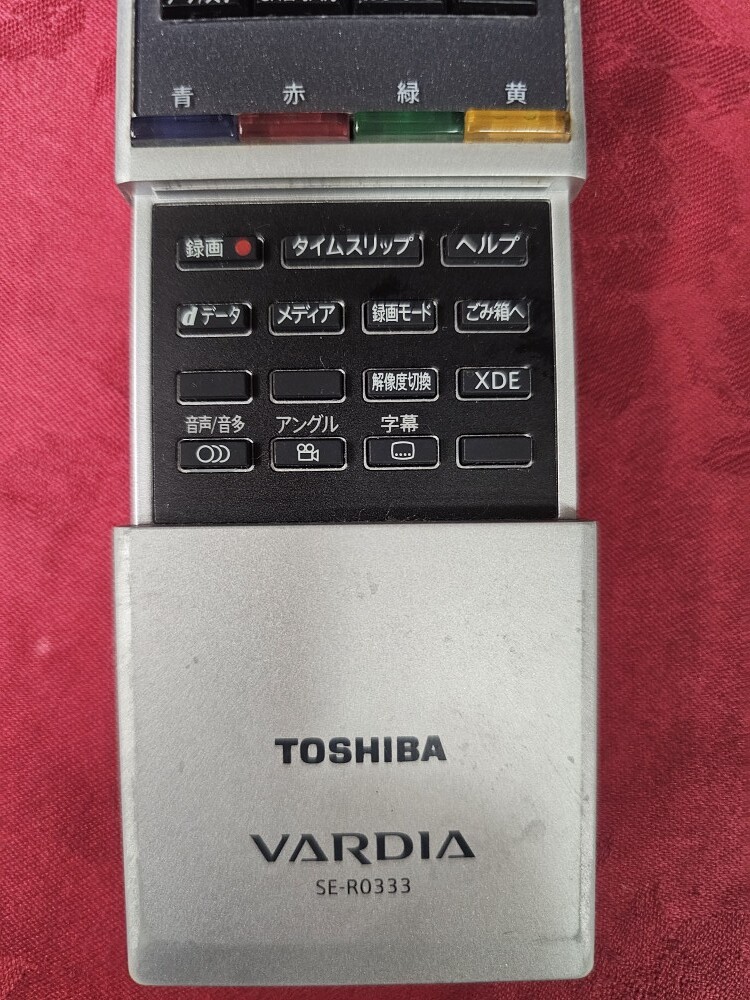 青 赤 緑 黄
録画 タイムスリップ ヘルプ
dデータ メディア 録画モード ごみ箱へ
解像度切換 XDE
音声/音多 アングル 字幕
TOSHIBA
VARDIA
SE-R0333